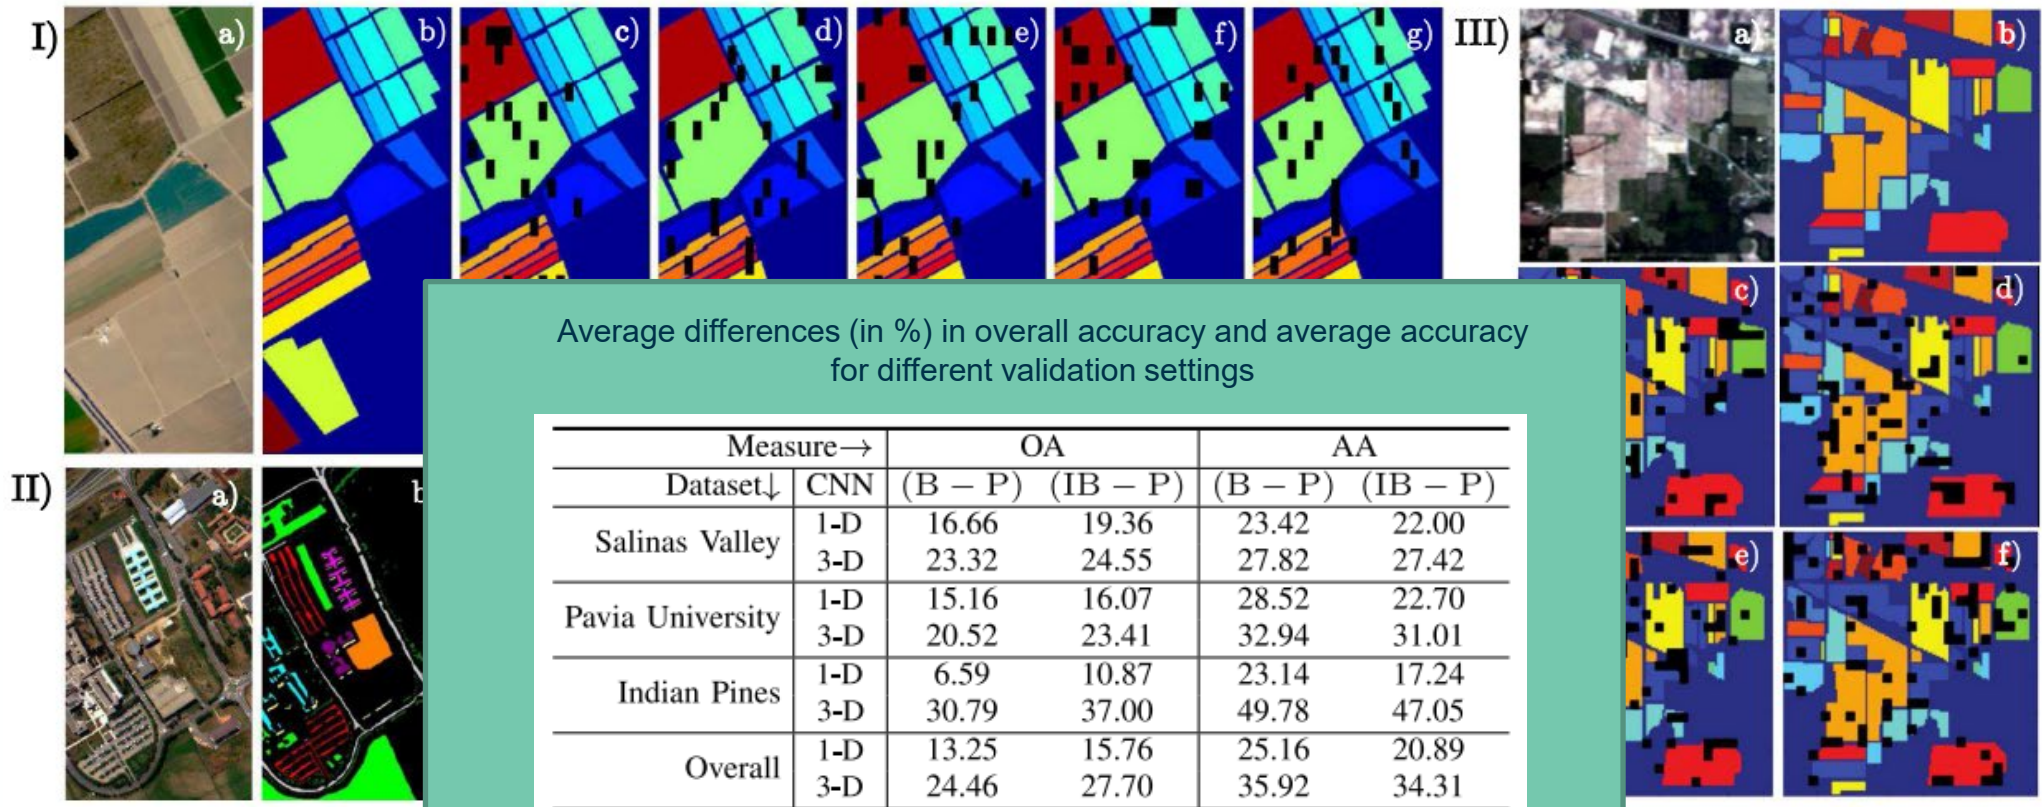 I)
a)
b)
c)
d)
e)
f)
g)
III)
a)
b)
c)
d)
e)
f)
II)
a)
b
Average differences (in %) in overall accuracy and average accuracy
for different validation settings
Measure→ OA AA
Dataset↓ CNN (B − P) (IB − P) (B − P) (IB − P)
Salinas Valley 1-D 16.66 19.36 23.42 22.00
3-D 23.32 24.55 27.82 27.42
Pavia University 1-D 15.16 16.07 28.52 22.70
3-D 20.52 23.41 32.94 31.01
Indian Pines 1-D 6.59 10.87 23.14 17.24
3-D 30.79 37.00 49.78 47.05
Overall 1-D 13.25 15.76 25.16 20.89
3-D 24.46 27.70 35.92 34.31